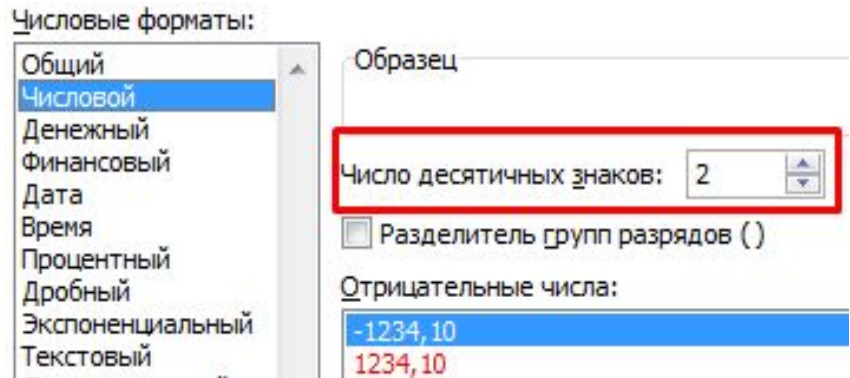 Числовые форматы:
Общий
Числовой
Денежный
Финансовый
Дата
Время
Процентный
Дробный
Экспоненциальный
Текстовый
Образец
Число десятичных знаков: 2
Разделитель групп разрядов ( )
Отрицательные числа:
-1234,10
1234,10